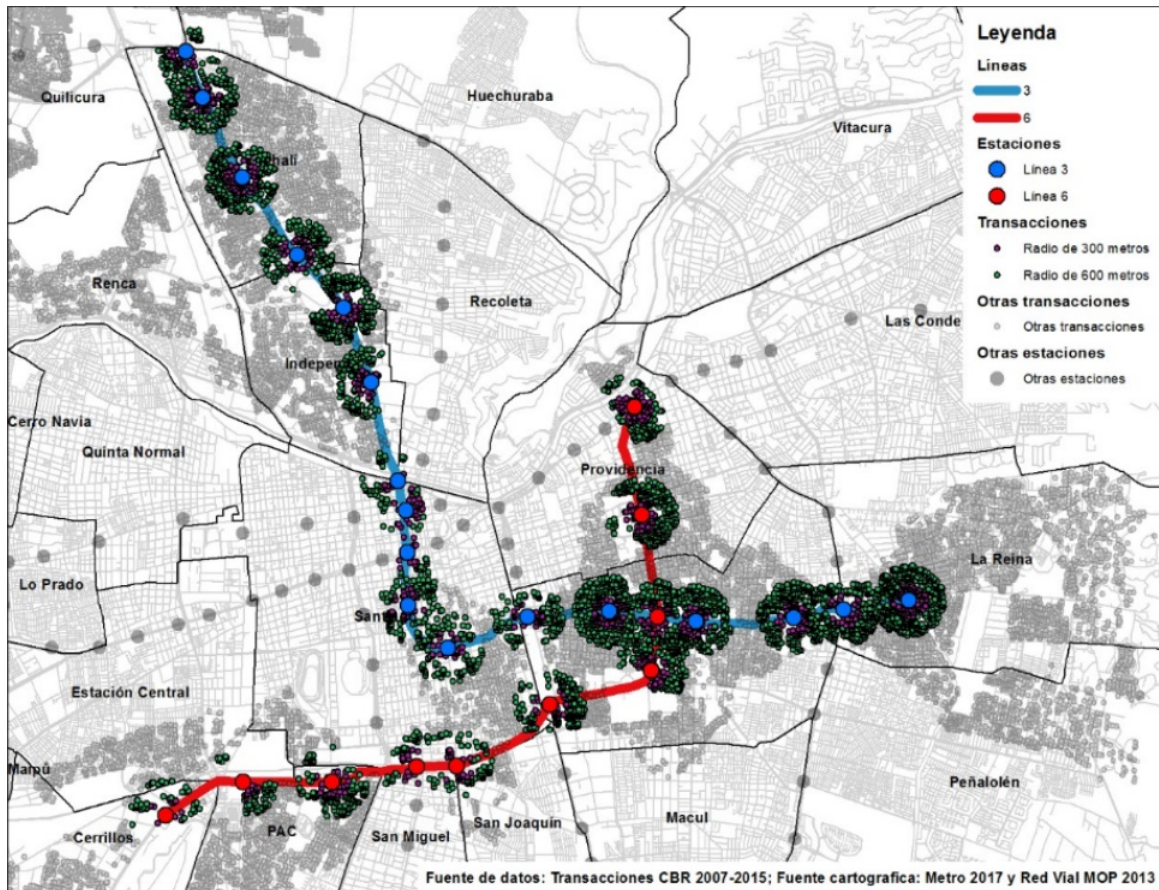 Leyenda
Líneas
3
6
Estaciones
Línea 3
Línea 6
Transacciones
Radio de 300 metros
Radio de 600 metros
Otras transacciones
Otras transacciones
Otras estaciones
Otras estaciones
Quilicura
Huechuraba
Vitacura
Renca
Recoleta
Las Conde
Cerro Navia
Quinta Normal
Providencia
Lo Prado
La Reina
Estación Central
Maipú
Peñalolén
Cerrillos
PAC
San Miguel
San Joaquín
Macul
Fuente de datos: Transacciones CBR 2007-2015; Fuente cartografica: Metro 2017 y Red Vial MOP 2013